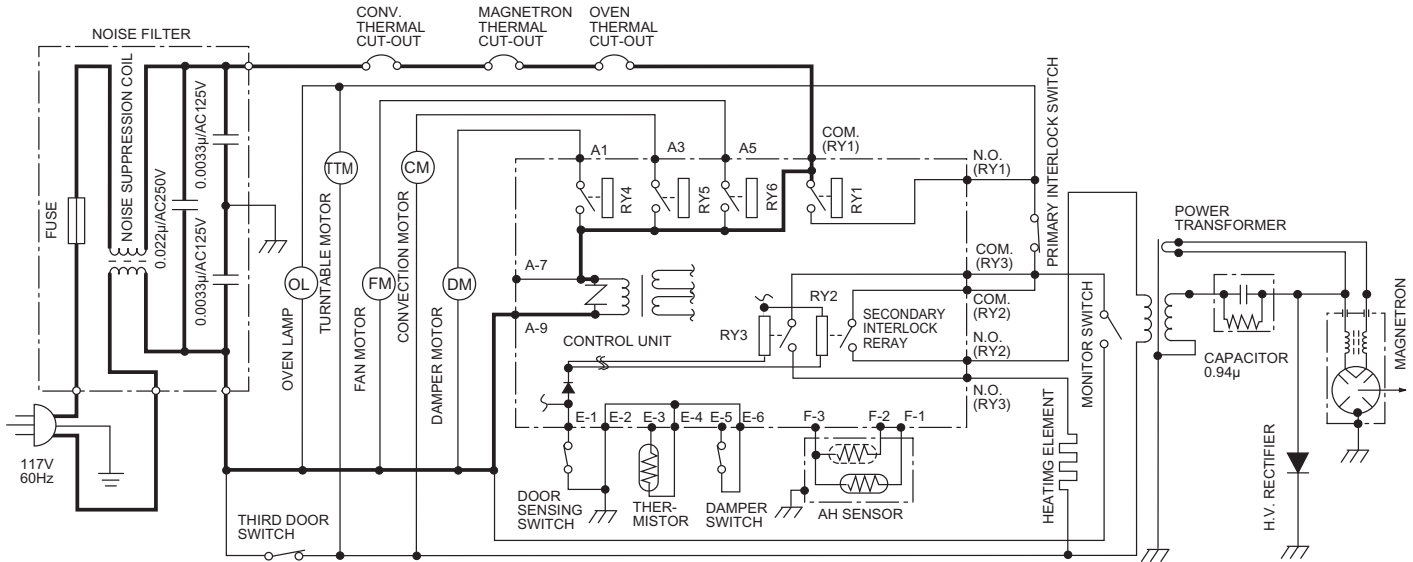 CONV.
THERMAL
CUT-OUT
MAGNETRON
THERMAL
CUT-OUT
OVEN
THERMAL
CUT-OUT
NOISE FILTER
FUSE
NOISE SUPPRESSION COIL
0.022μ/AC250V
0.0033μ/AC125V
0.0033μ/AC125V
117V
60Hz
OL
OVEN LAMP
TTM
TURNTABLE MOTOR
FM
FAN MOTOR
CM
CONVECTION MOTOR
DM
DAMPER MOTOR
A1
A3
A5
COM.
(RY1)
N.O.
(RY1)
RY4
RY5
RY6
RY1
A-7
A-9
CONTROL UNIT
COM.
(RY3)
COM.
(RY2)
N.O.
(RY2)
N.O.
(RY3)
RY2
RY3
SECONDARY
INTERLOCK
RERAY
PRIMARY INTERLOCK SWITCH
MONITOR SWITCH
E-1
E-2
E-3
E-4
E-5
E-6
F-3
F-2
F-1
DOOR
SENSING
SWITCH
THER-
MISTOR
DAMPER
SWITCH
AH SENSOR
HEATIMG ELEMENT
THIRD DOOR
SWITCH
POWER
TRANSFORMER
CAPACITOR
0.94μ
H.V. RECTIFIER
MAGNETRON